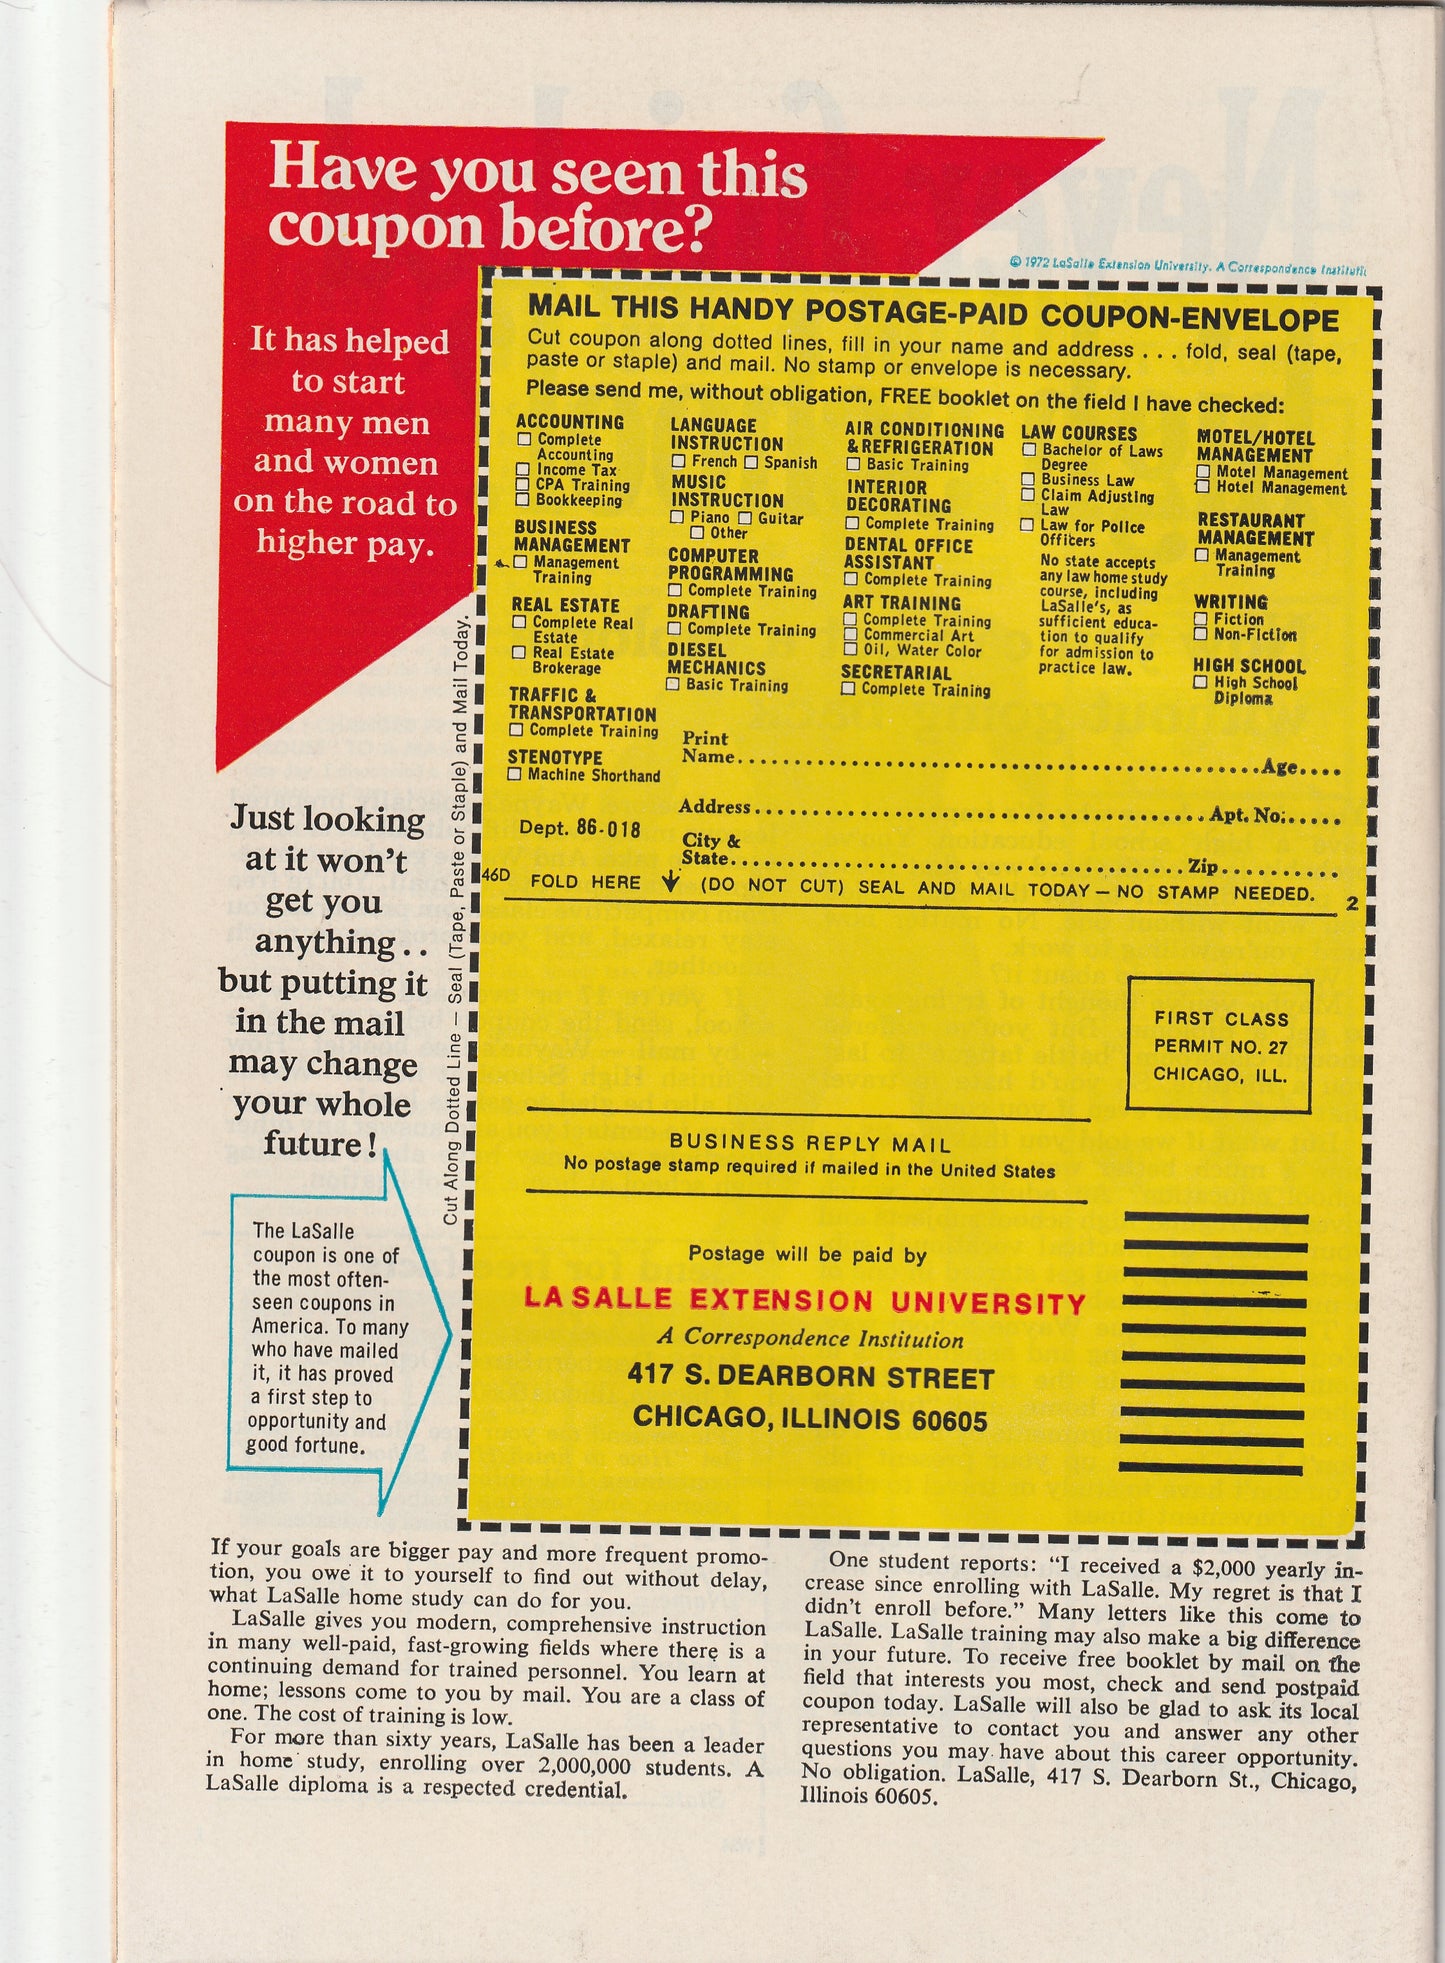 Have you seen this
coupon before?
© 1972 LaSalle Extension University. A Correspondence
It has helped
to start
many men
and women
on the road to
higher pay.
Just looking
at it won't
get you
anything..
but putting it
in the mail
may change
your whole
future!
The LaSalle
coupon is one of
the most often-
seen coupons in
America. To many
who have mailed
it, it has proved
a first step to
opportunity and
good fortune.
Cut Along Dotted Line — Seal (Tape, Paste or Staple) and Mail Today.
MAIL THIS HANDY POSTAGE-PAID COUPON-ENVELOPE
Cut coupon along dotted lines, fill in your name and address . . . fold, seal (tape,
paste or staple) and mail. No stamp or envelope is necessary.
Please send me, without obligation, FREE booklet on the field I have checked:
ACCOUNTING
Complete
Accounting
Income Tax
CPA Training
Bookkeeping
BUSINESS
MANAGEMENT
Management
Training
REAL ESTATE
Complete Real
Estate
Real Estate
Brokerage
TRAFFIC &
TRANSPORTATION
Complete Training
STENOTYPE
Machine Shorthand
LANGUAGE
INSTRUCTION
French Spanish
MUSIC
INSTRUCTION
Piano Guitar
Other
COMPUTER
PROGRAMMING
Complete Training
DRAFTING
Complete Training
DIESEL
MECHANICS
Basic Training
AIR CONDITIONING
& REFRIGERATION
Basic Training
INTERIOR
DECORATING
Complete Training
DENTAL OFFICE
ASSISTANT
Complete Training
ART TRAINING
Complete Training
Commercial Art
Oil, Water Color
SECRETARIAL
Complete Training
LAW COURSES
Bachelor of Laws
Degree
Business Law
Claim Adjusting
Law
Law for Police
Officers
No state accepts
any law home study
course, including
LaSalle's, as
sufficient educa-
tion to qualify
for admission to
practice law.
MOTEL/HOTEL
MANAGEMENT
Motel Management
Hotel Management
RESTAURANT
MANAGEMENT
Management
Training
WRITING
Fiction
Non-Fiction
HIGH SCHOOL
High School
Diploma
Print
Name..........Age....
Address..........Apt. No.....
Dept. 86-018
City &
State..........Zip..........
46D FOLD HERE ↓ (DO NOT CUT) SEAL AND MAIL TODAY — NO STAMP NEEDED. 2
FIRST CLASS
PERMIT NO. 27
CHICAGO, ILL.
BUSINESS REPLY MAIL
No postage stamp required if mailed in the United States
Postage will be paid by
LA SALLE EXTENSION UNIVERSITY
A Correspondence Institution
417 S. DEARBORN STREET
CHICAGO, ILLINOIS 60605
If your goals are bigger pay and more frequent promo-
tion, you owe it to yourself to find out without delay,
what LaSalle home study can do for you.
LaSalle gives you modern, comprehensive instruction
in many well-paid, fast-growing fields where there is a
continuing demand for trained personnel. You learn at
home; lessons come to you by mail. You are a class of
one. The cost of training is low.
For more than sixty years, LaSalle has been a leader
in home study, enrolling over 2,000,000 students. A
LaSalle diploma is a respected credential.
One student reports: "I received a $2,000 yearly in-
crease since enrolling with LaSalle. My regret is that I
didn't enroll before." Many letters like this come to
LaSalle. LaSalle training may also make a big difference
in your future. To receive free booklet by mail on the
field that interests you most, check and send postpaid
coupon today. LaSalle will also be glad to ask its local
representative to contact you and answer any other
questions you may have about this career opportunity.
No obligation. LaSalle, 417 S. Dearborn St., Chicago,
Illinois 60605.